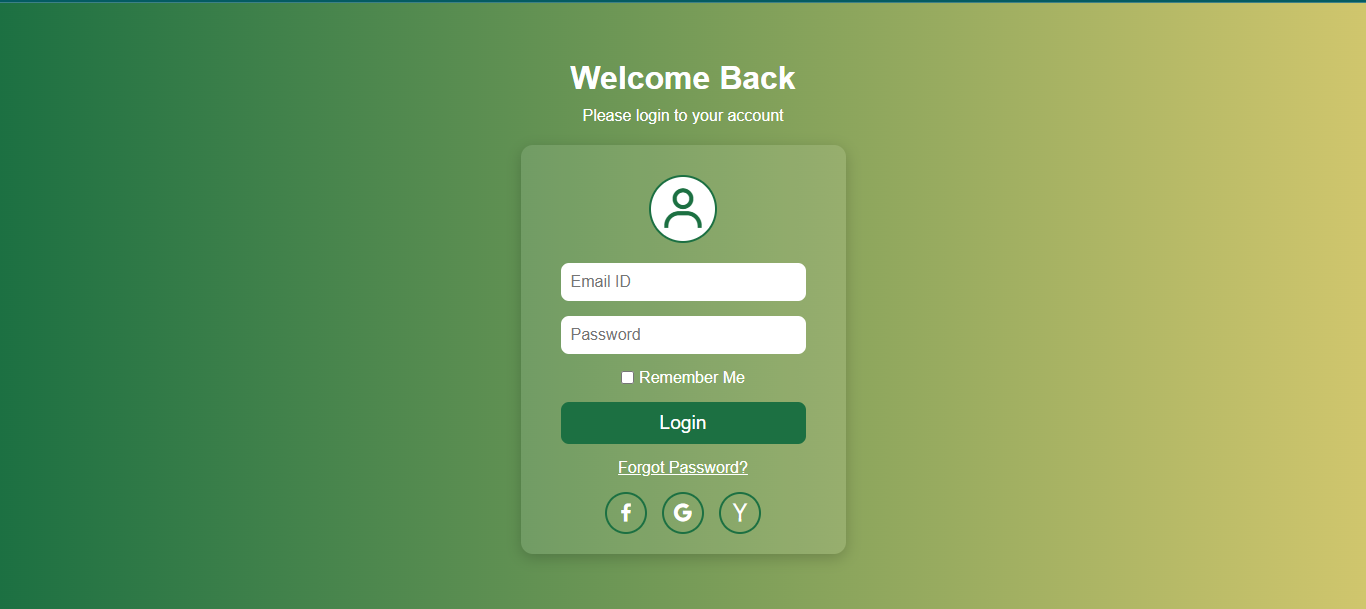 Welcome Back
Please login to your account
Email ID
Password
Remember Me
Login
Forgot Password?
f G Y